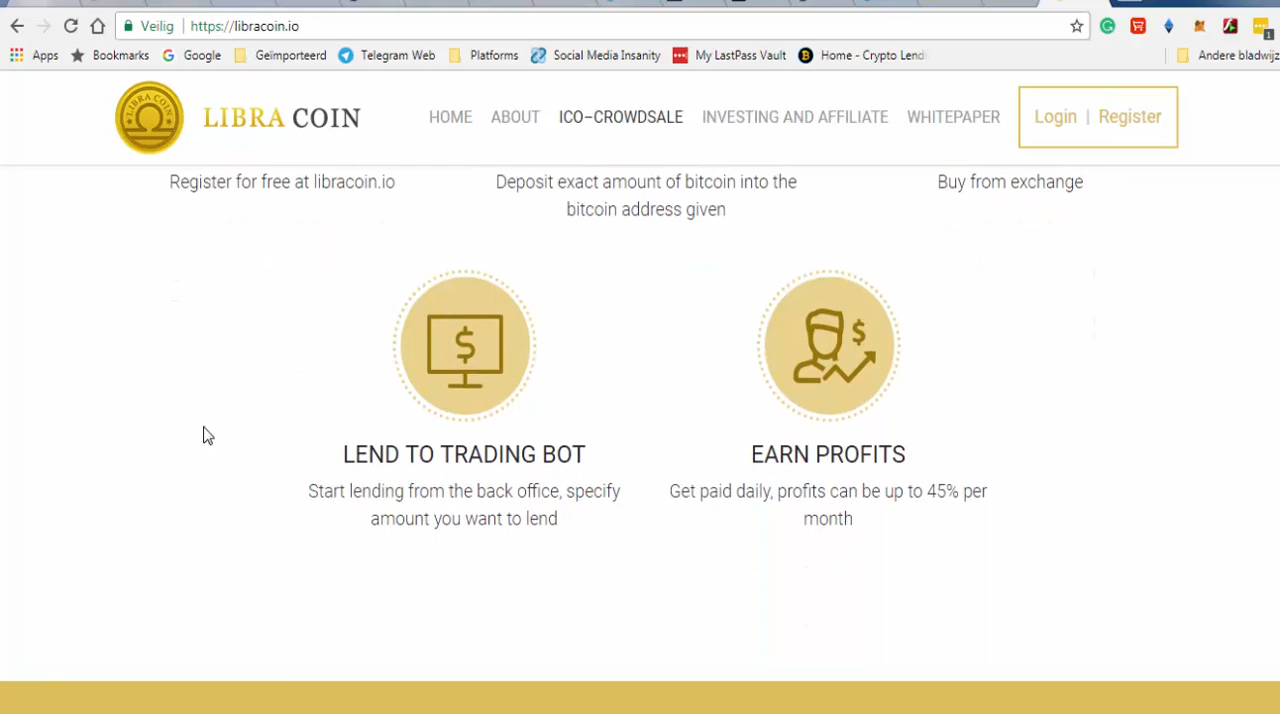 Veilig https://libracoin.io
Apps Bookmarks Google Geïmporteerd Telegram Web Platforms Social Media Insanity My LastPass Vault Home - Crypto Lendi Andere bladwijz
LIBRA COIN
LIBRA COIN HOME ABOUT ICO-CROWDSALE INVESTING AND AFFILIATE WHITEPAPER Login | Register
Register for free at libracoin.io
Deposit exact amount of bitcoin into the
bitcoin address given
Buy from exchange
LEND TO TRADING BOT
Start lending from the back office, specify
amount you want to lend
EARN PROFITS
Get paid daily, profits can be up to 45% per
month